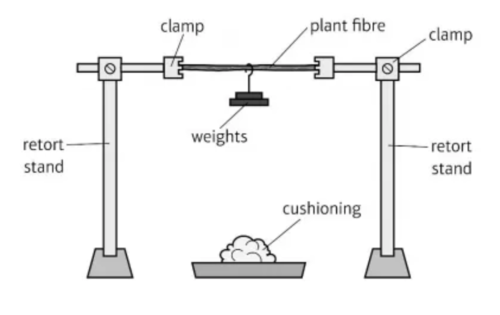 clamp
plant fibre
clamp
weights
retort
stand
retort
stand
cushioning